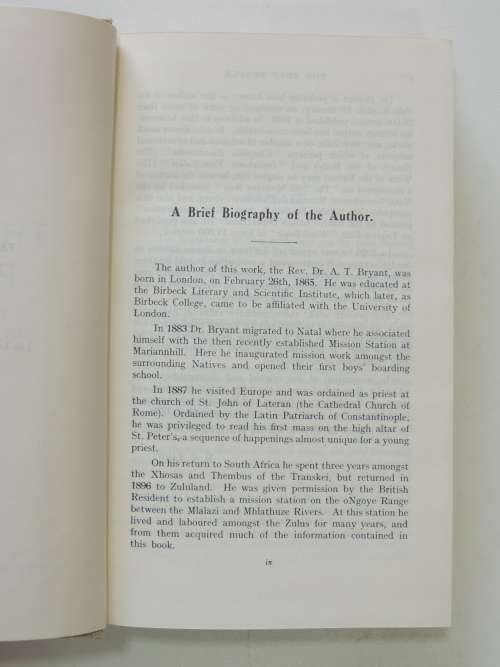 A Brief Biography of the Author.
The author of this work, the Rev. Dr. A. T. Bryant, was
born in London, on February 26th, 1865. He was educated at
the Birbeck Literary and Scientific Institute, which later, as
Birbeck College, came to be affiliated with the University of
London.
In 1883 Dr. Bryant migrated to Natal where he associated
himself with the then recently established Mission Station at
Mariannhill. Here he inaugurated mission work amongst the
surrounding Natives and opened their first boys' boarding
school.
In 1887 he visited Europe and was ordained as priest at
the church of St. John of Lateran (the Cathedral Church of
Rome). Ordained by the Latin Patriarch of Constantinople,
he was privileged to read his first mass on the high altar of
St. Peter's,-a sequence of happenings almost unique for a young
priest.
On his return to South Africa he spent three years amongst
the Xhosas and Thembus of the Transkei, but returned in
1896 to Zululand. He was given permission by the British
Resident to establish a mission station on the oNgoye Range
between the Mlalazi and Mhlathuze Rivers. At this station he
lived and laboured amongst the Zulus for many years, and
from them acquired much of the information contained in
this book.
ix